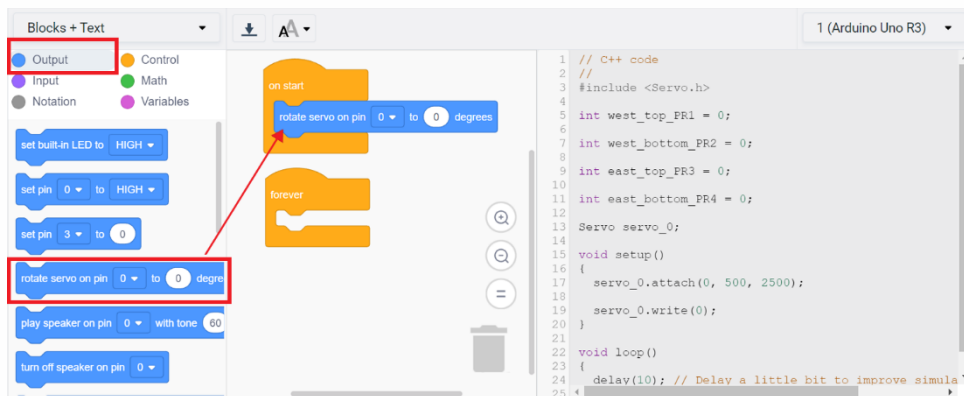 Blocks + Text
1 (Arduino Uno R3)
Output
Control
Input
Math
Notation
Variables
set built-in LED to HIGH
set pin 0 to HIGH
set pin 3 to 0
rotate servo on pin 0 to 0 degre
play speaker on pin 0 with tone 60
turn off speaker on pin 0
on start
rotate servo on pin 0 to 0 degrees
forever
1 // C++ code
2 //
3 #include <Servo.h>
4
5 int west_top_PR1 = 0;
6
7 int west_bottom_PR2 = 0;
8
9 int east_top_PR3 = 0;
10
11 int east_bottom_PR4 = 0;
12
13 Servo servo_0;
14
15 void setup()
16 {
17 servo_0.attach(0, 500, 2500);
18
19 servo_0.write(0);
20 }
21
22 void loop()
23 {
24 delay(10); // Delay a little bit to improve simula
25